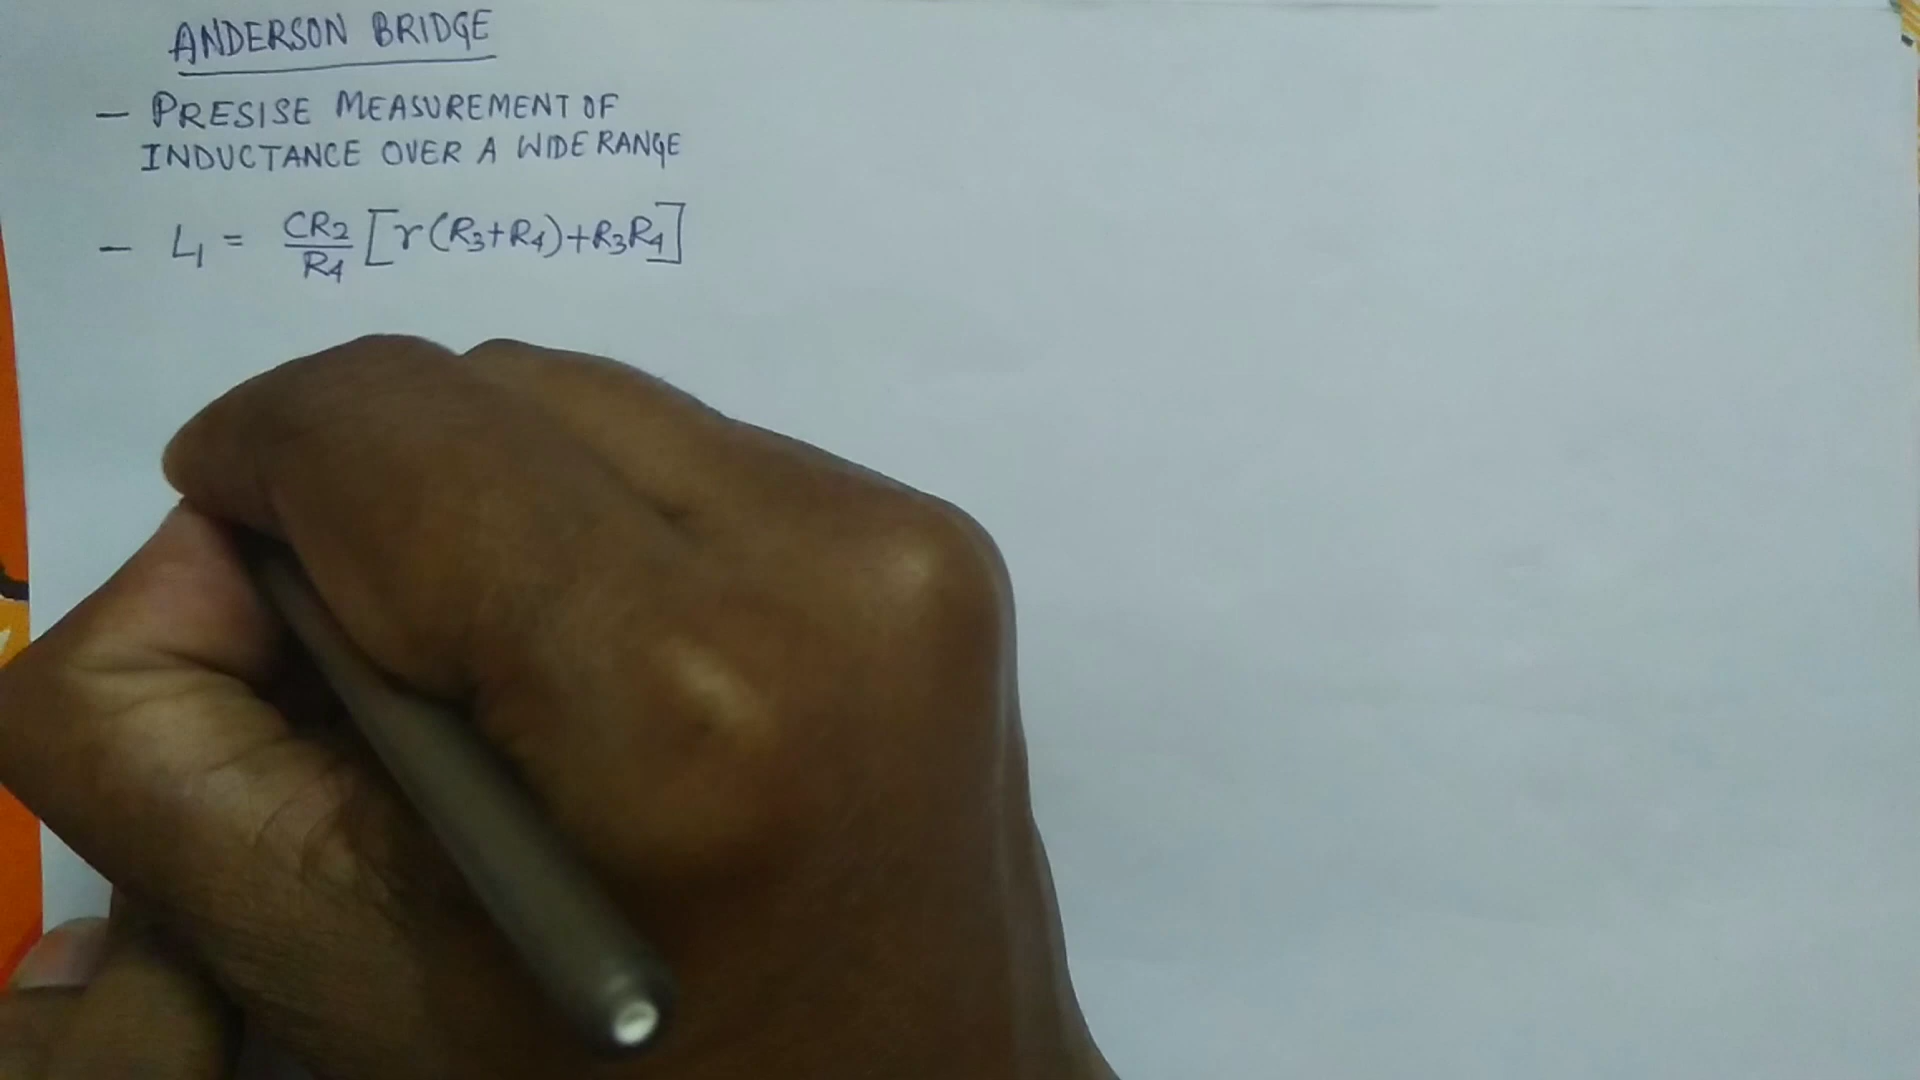 ANDERSON BRIDGE
— PRESISE MEASUREMENT OF
INDUCTANCE OVER A WIDE RANGE
— L1 = CR2/R4 [r(R3+R4)+R3R4]